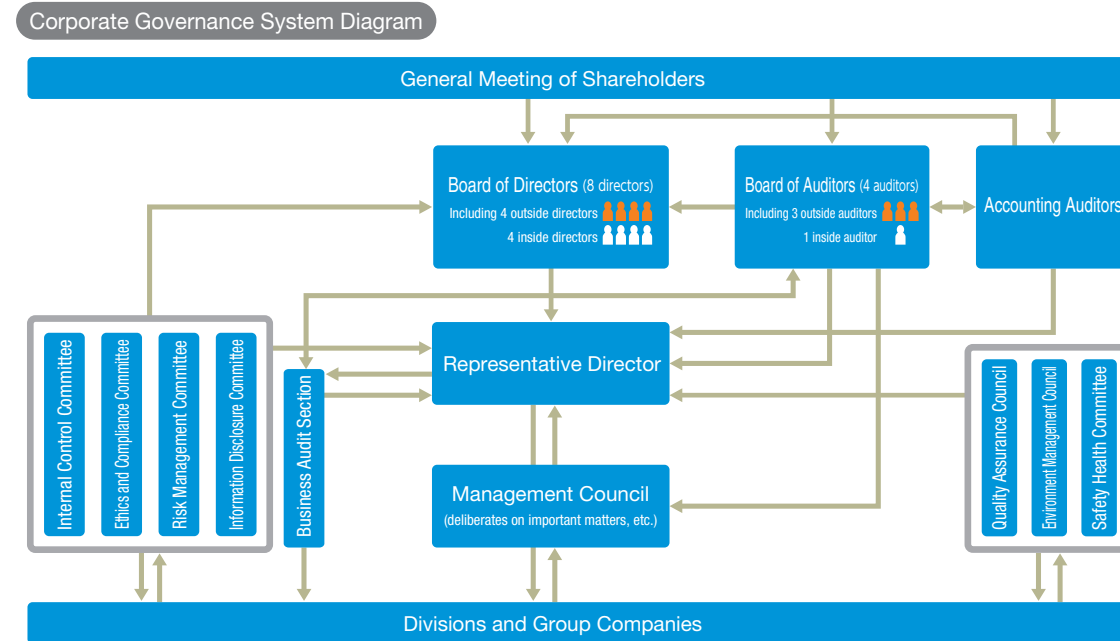 Corporate Governance System Diagram
General Meeting of Shareholders
Board of Directors (8 directors)
Including 4 outside directors
4 inside directors
Board of Auditors (4 auditors)
Including 3 outside auditors
1 inside auditor
Accounting Auditors
Representative Director
Internal Control Committee
Ethics and Compliance Committee
Risk Management Committee
Information Disclosure Committee
Business Audit Section
Management Council
(deliberates on important matters, etc.)
Quality Assurance Council
Environment Management Council
Safety Health Committee
Divisions and Group Companies